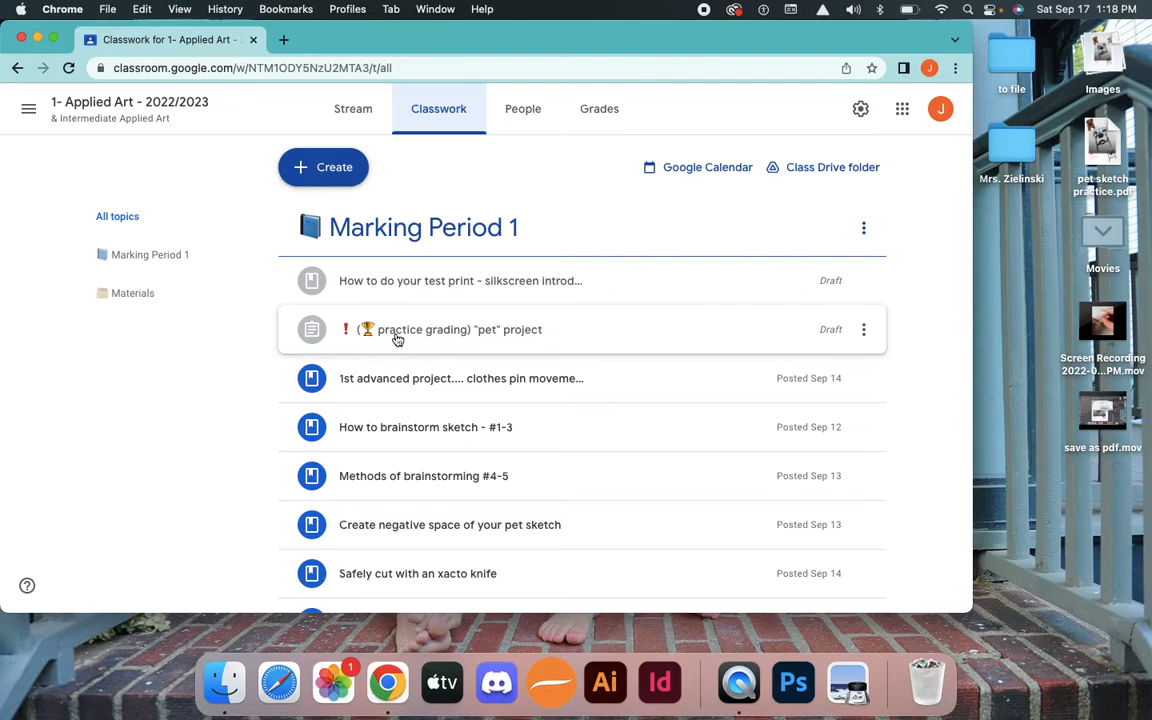 Chrome File Edit View History Bookmarks Profiles Tab Window Help Sat Sep 17 1:18 PM
Classwork for 1- Applied Art -
classroom.google.com/w/NTM1ODY5NzU2MTA3/t/all
J
1- Applied Art - 2022/2023
& Intermediate Applied Art
Stream Classwork People Grades
J
+ Create
Google Calendar Class Drive folder
All topics
Marking Period 1
Materials
Marking Period 1
How to do your test print - silkscreen introd... Draft
❗ (🏆 practice grading) "pet" project Draft
1st advanced project.... clothes pin moveme... Posted Sep 14
How to brainstorm sketch - #1-3 Posted Sep 12
Methods of brainstorming #4-5 Posted Sep 13
Create negative space of your pet sketch Posted Sep 13
Safely cut with an xacto knife Posted Sep 14
to file
Images
Mrs. Zielinski
pet sketch
practice.pdf
Movies
Screen Recording
2022-0...PM.mov
save as pdf.mov
1
tv
Ai
Id
Ps